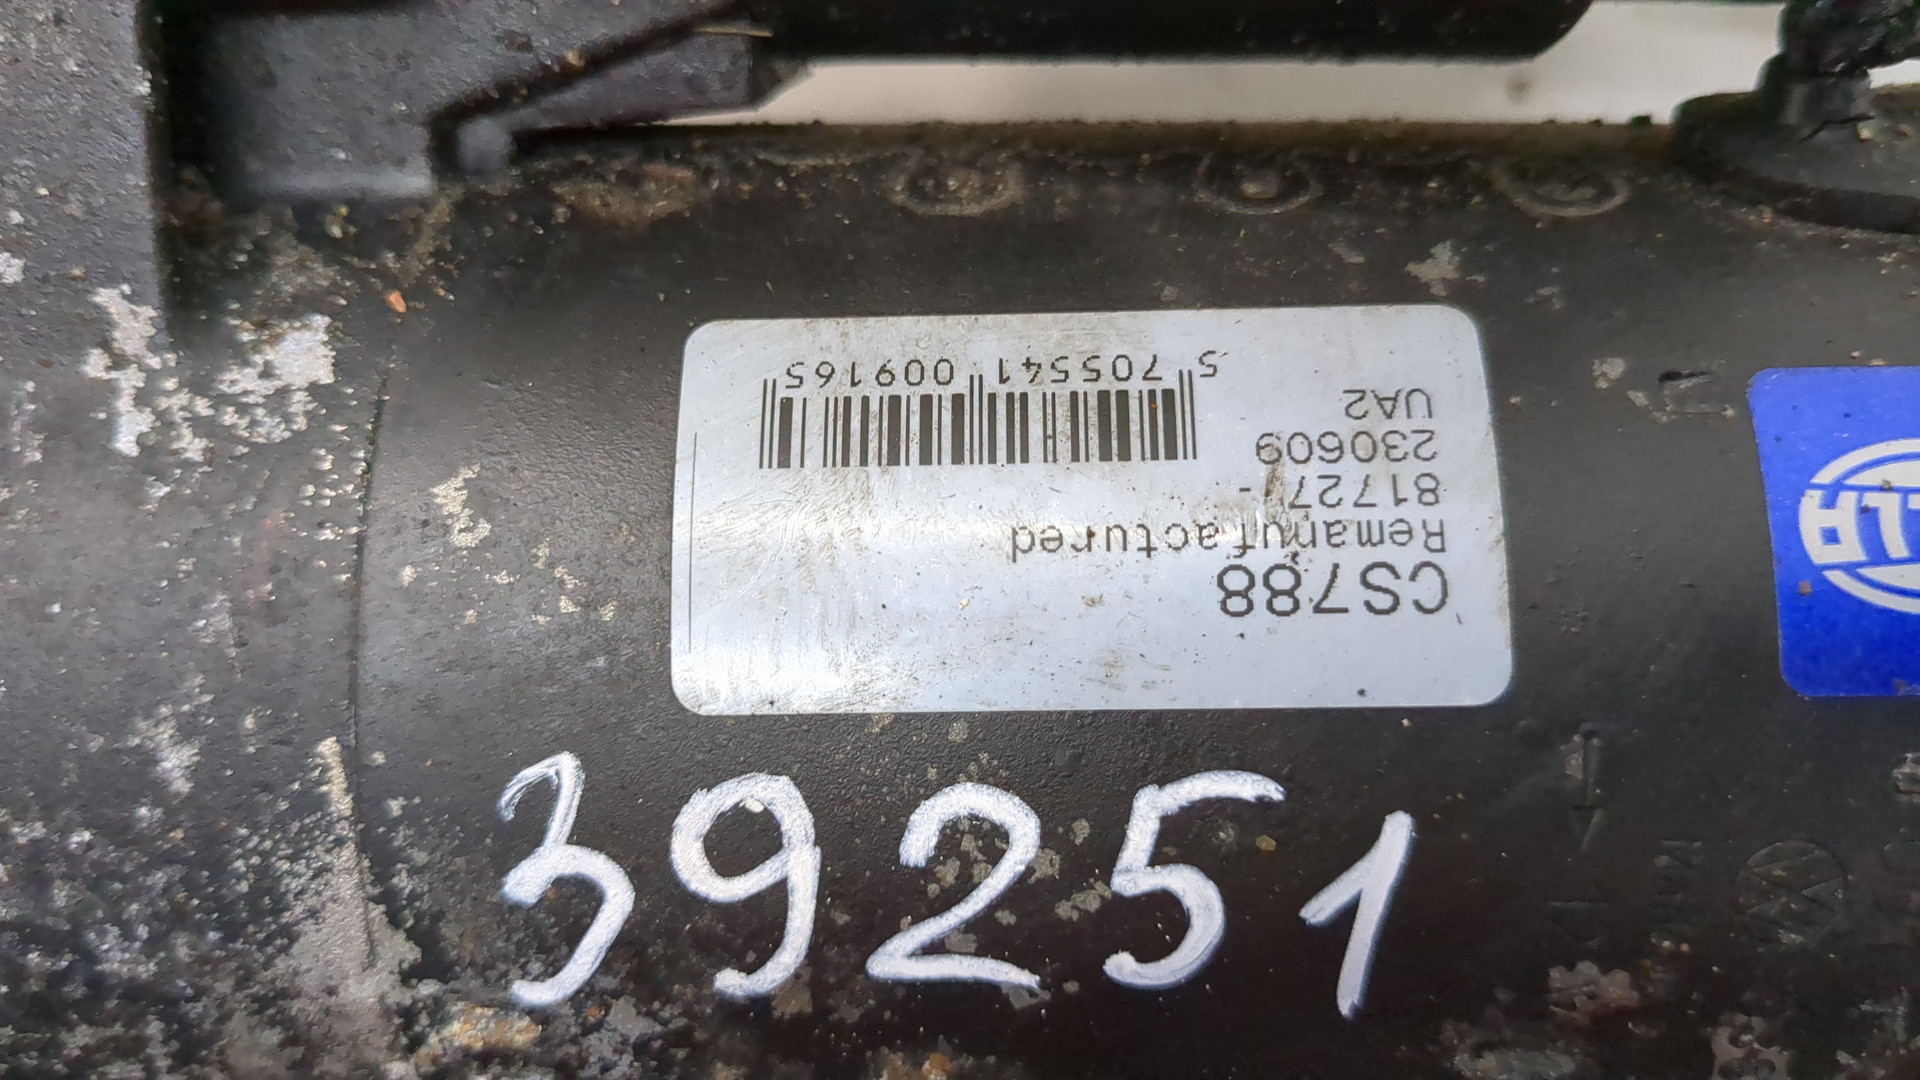 CS788
Remanufactured
81727 -
230609
UA2
5 705541 009165
39251